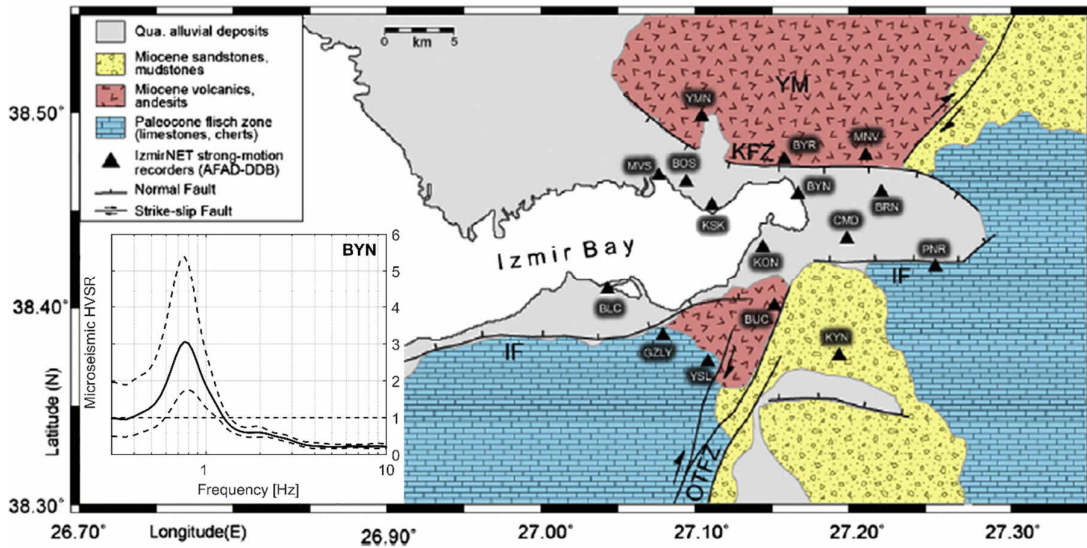 Qua. alluvial deposits
Miocene sandstones,
mudstones
Miocene volcanics,
andesits
Paleocone flisch zone
(limestones, cherts)
IzmirNET strong-motion
recorders (AFAD-DDB)
Normal Fault
Strike-slip Fault
0 5
km
YM
YMN
KFZ
BYR
MNV
MVS
BOS
BYN
BRN
KSK
CMD
PNR
Izmir Bay
KON
IF
BLC
BUC
KYN
IF
GZLY
YSL
OTFZ
BYN
6
5
4
3
2
1
0
Microseismic HVSR
1
10
Frequency [Hz]
38.50°
38.40°
38.30°
Latitude (N)
26.70°
Longitude(E)
26.90°
27.00°
27.10°
27.20°
27.30°